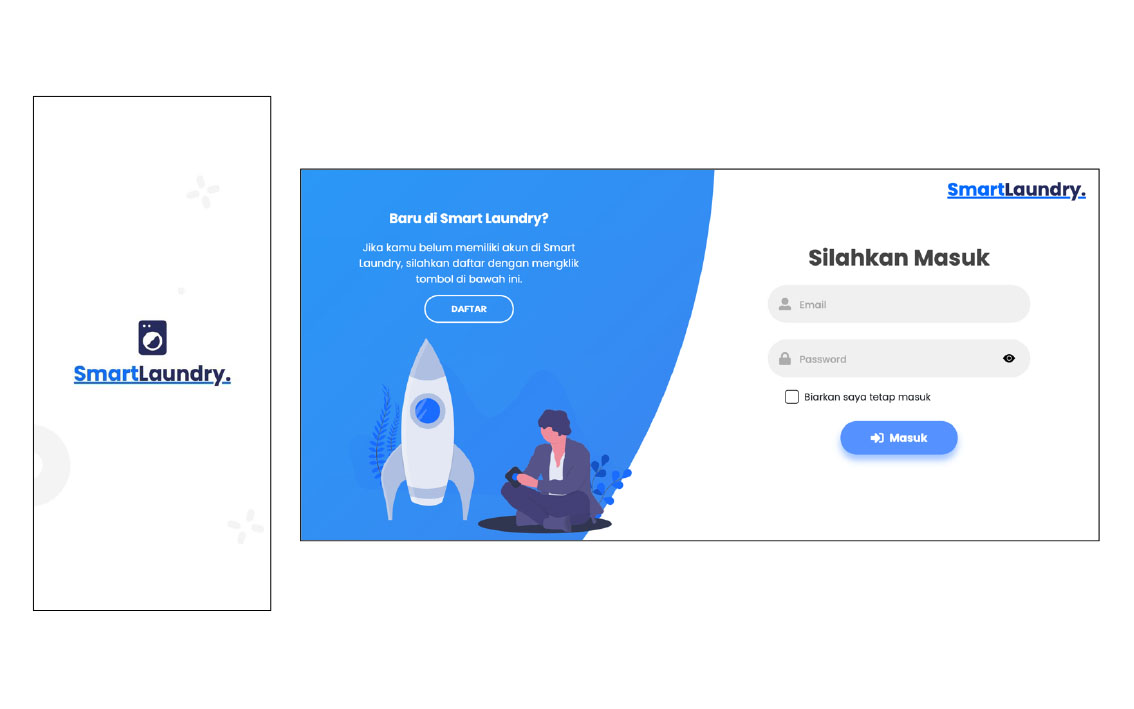 SmartLaundry.
Baru di Smart Laundry?
Jika kamu belum memiliki akun di Smart
Laundry, silahkan daftar dengan mengklik
tombol di bawah ini.
DAFTAR
SmartLaundry.
Silahkan Masuk
Email
Password
Biarkan saya tetap masuk
Masuk